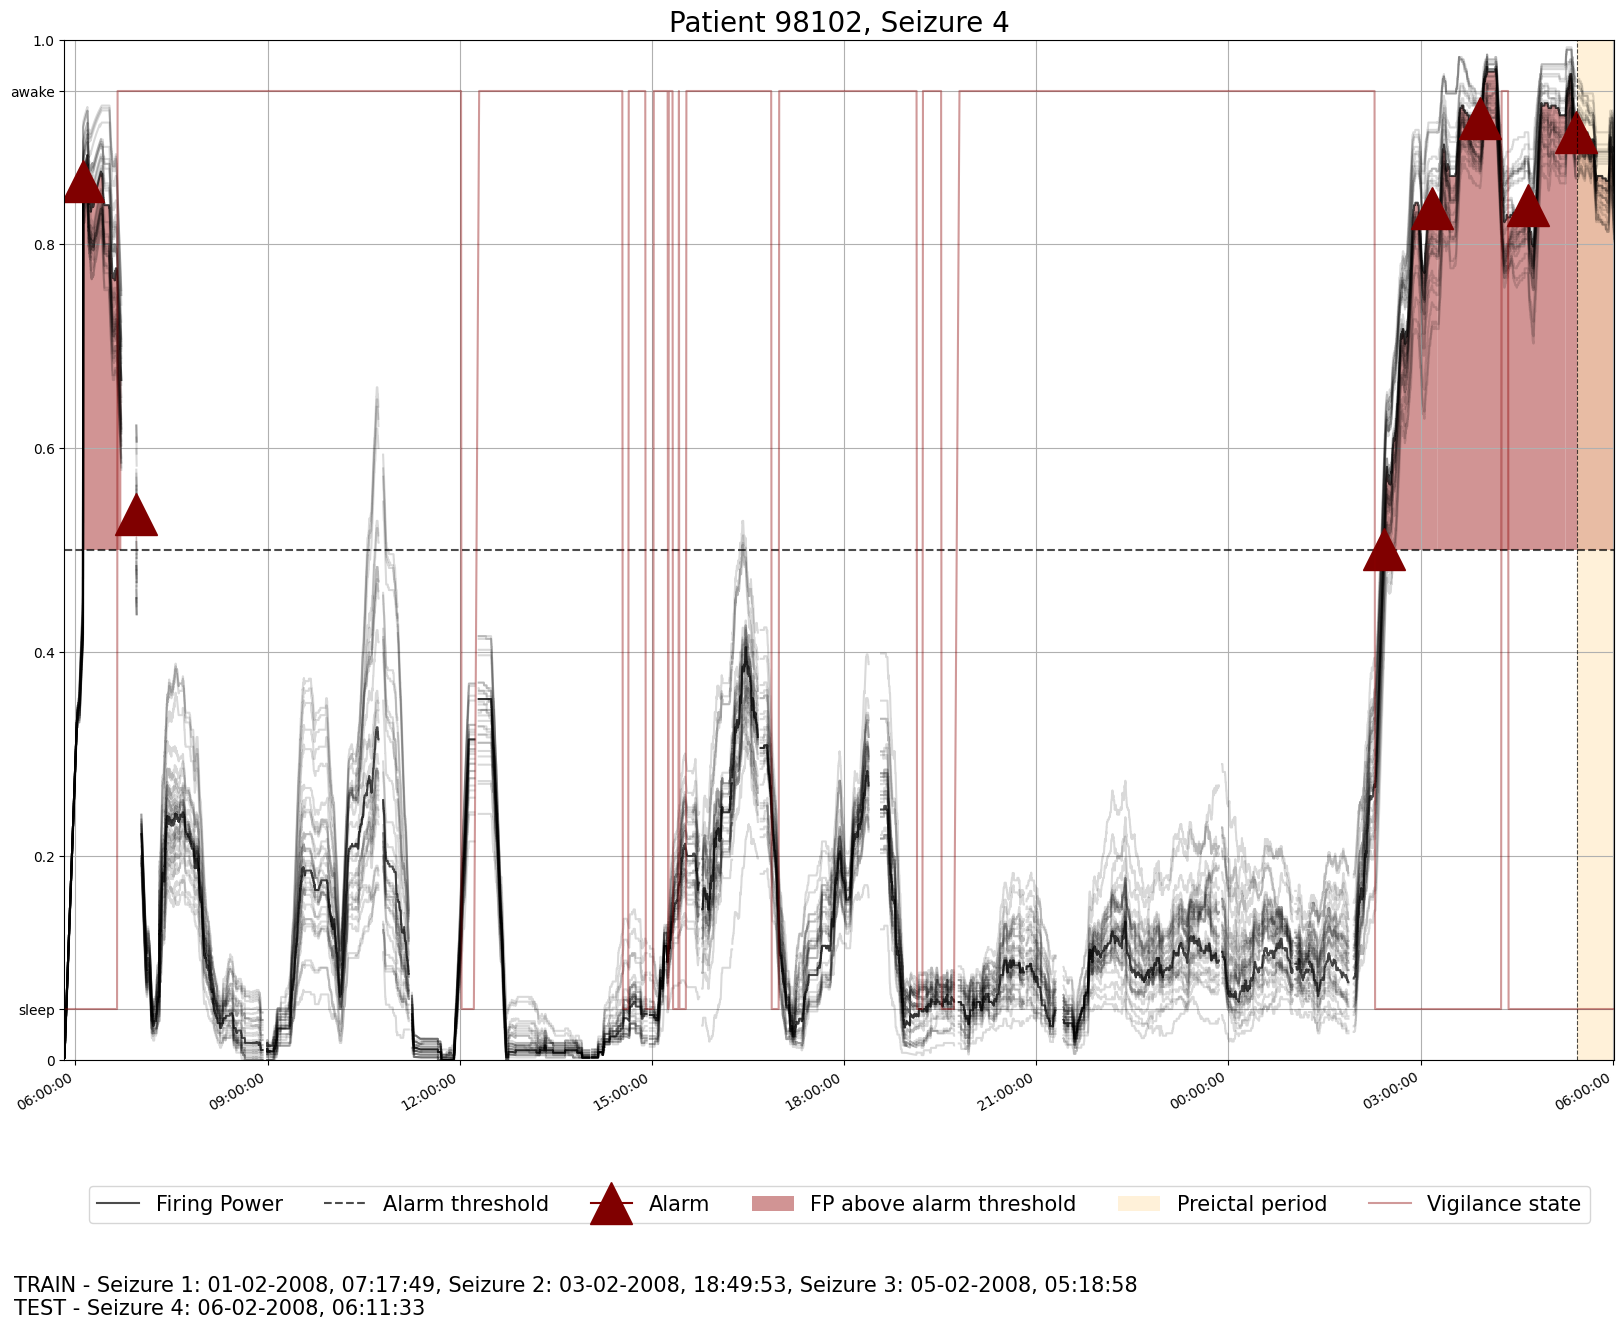 Patient 98102, Seizure 4
1.0
awake
0.8
0.6
0.4
0.2
sleep
0
06:00:00
09:00:00
12:00:00
15:00:00
18:00:00
21:00:00
00:00:00
03:00:00
06:00:00
Firing Power
Alarm threshold
Alarm
FP above alarm threshold
Preictal period
Vigilance state
TRAIN - Seizure 1: 01-02-2008, 07:17:49, Seizure 2: 03-02-2008, 18:49:53, Seizure 3: 05-02-2008, 05:18:58
TEST - Seizure 4: 06-02-2008, 06:11:33